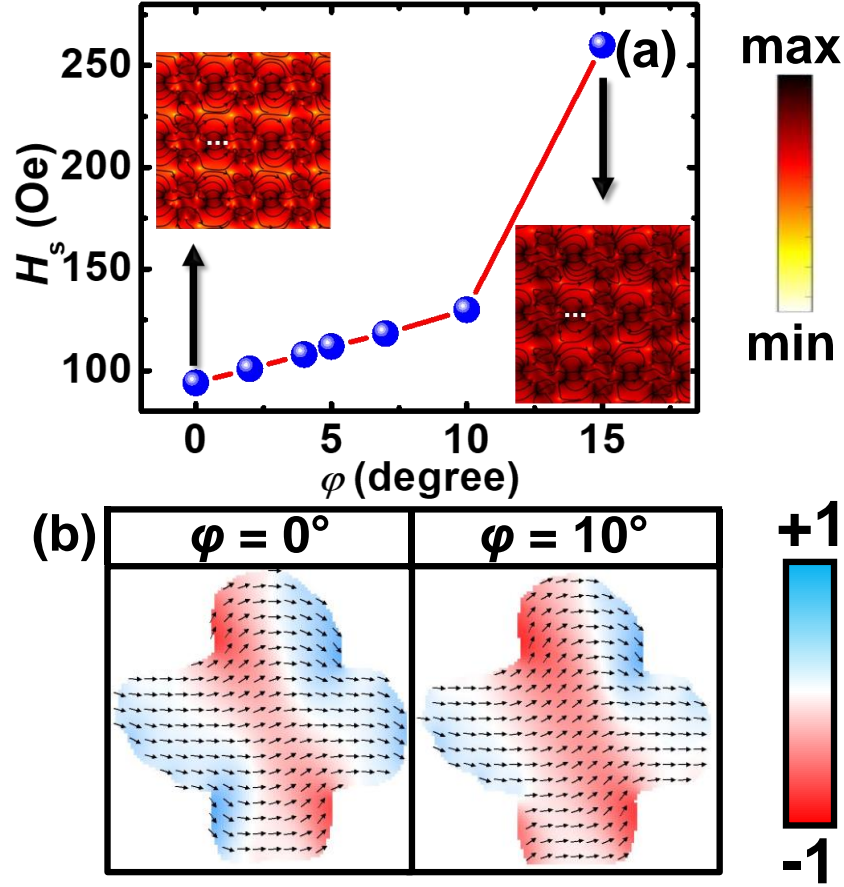 (a)
max
min
250
200
150
100
H_s (Oe)
0 5 10 15
φ (degree)
(b)
φ = 0° φ = 10°
+1
-1